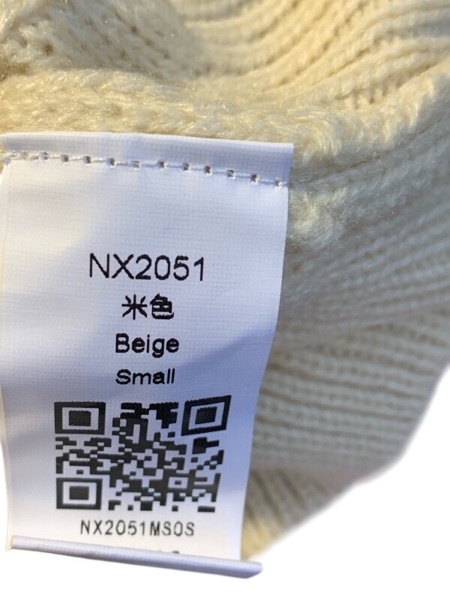 NX2051
米色
Beige
Small
NX2051MS0S